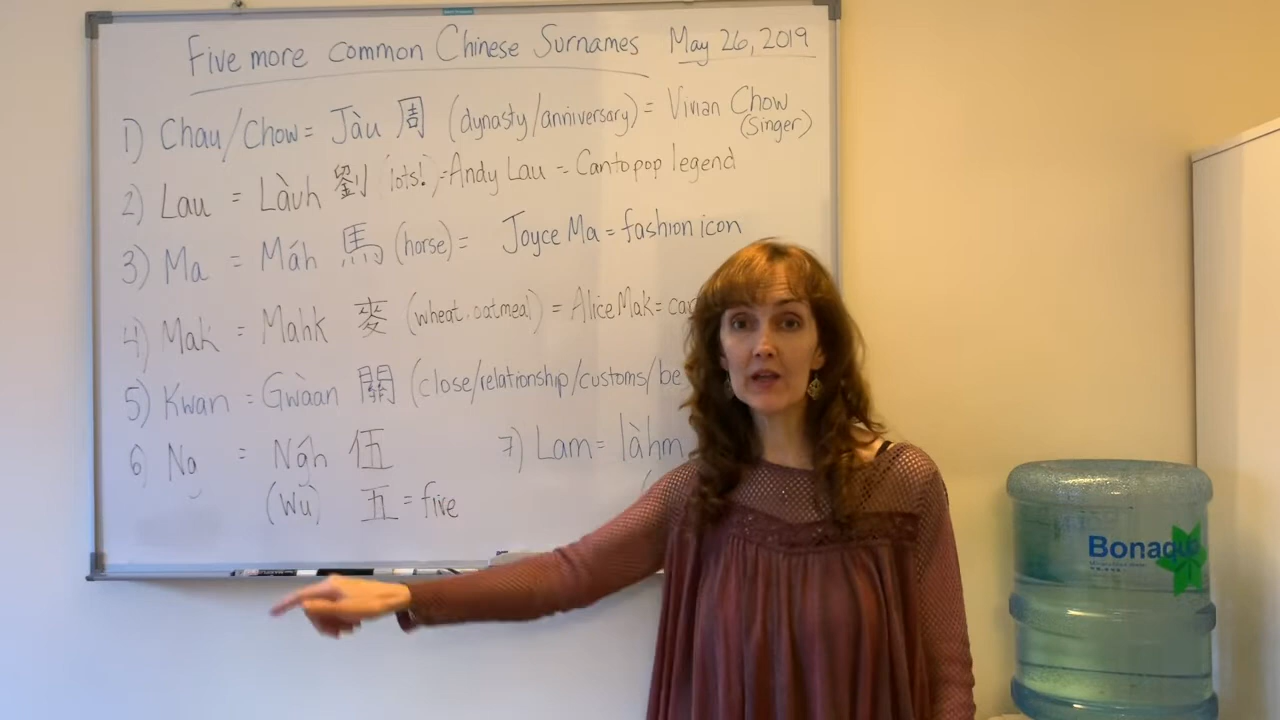 Five more common Chinese Surnames May 26, 2019
1) Chau/Chow = Jàu 周 (dynasty/anniversary) = Vivian Chow
(Singer)
2) Lau = Làuh 劉 (lots!) = Andy Lau = Cantopop legend
3) Ma = Máh 馬 (horse) = Joyce Ma = fashion icon
4) Mak = Mahk 麥 (wheat, oatmeal) = Alice Mak = car
5) Kwan = Gwàan 關 (close/relationship/customs/be
6) Ng = Ńgh 伍 7) Lam = làhm
(Wu) 五 = five
Bonaqua